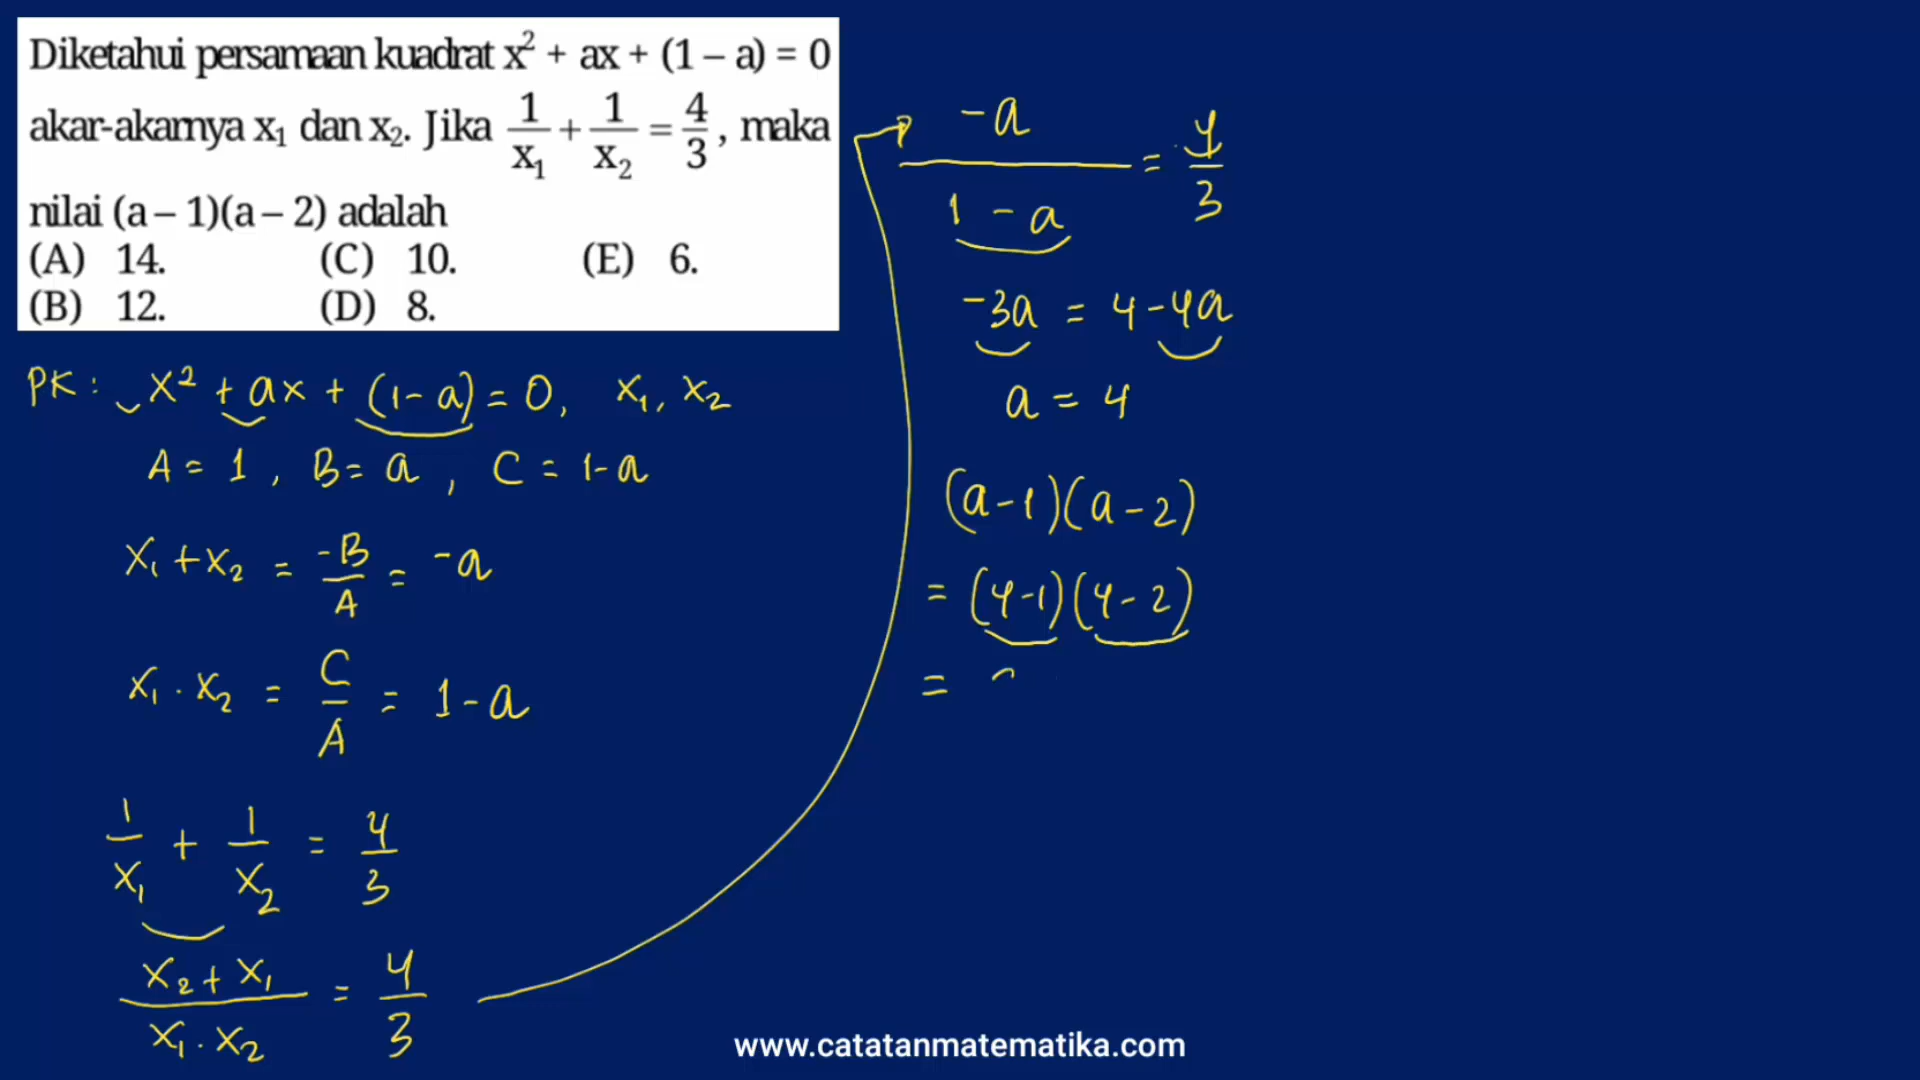 Diketahui persamaan kuadrat x² + ax + (1 – a) = 0
akar-akarnya x₁ dan x₂. Jika 1/x₁ + 1/x₂ = 4/3, maka
nilai (a – 1)(a – 2) adalah
(A) 14. (C) 10. (E) 6.
(B) 12. (D) 8.
PK : x² + ax + (1-a) = 0, x₁, x₂
A = 1, B = a, C = 1-a
x₁ + x₂ = -B/A = -a
x₁ · x₂ = C/A = 1-a
1/x₁ + 1/x₂ = 4/3
(x₂ + x₁)/(x₁ · x₂) = 4/3
-a/(1-a) = 4/3
-3a = 4-4a
a = 4
(a-1)(a-2)
= (4-1)(4-2)
=
www.catatanmatematika.com